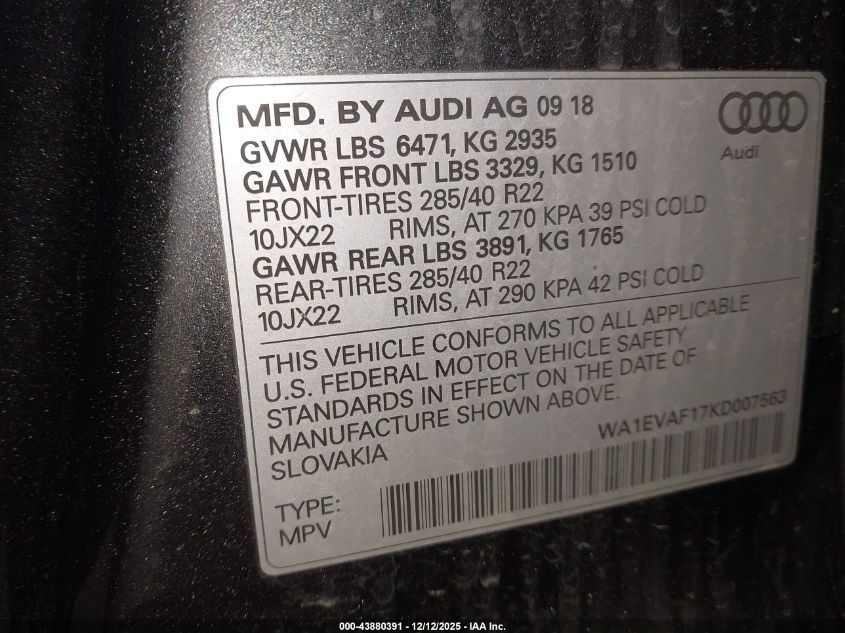 MFD. BY AUDI AG 09 18
GVWR LBS 6471, KG 2935
GAWR FRONT LBS 3329, KG 1510
FRONT-TIRES 285/40 R22
10JX22 RIMS, AT 270 KPA 39 PSI COLD
GAWR REAR LBS 3891, KG 1765
REAR-TIRES 285/40 R22
10JX22 RIMS, AT 290 KPA 42 PSI COLD
Audi
THIS VEHICLE CONFORMS TO ALL APPLICABLE
U.S. FEDERAL MOTOR VEHICLE SAFETY
STANDARDS IN EFFECT ON THE DATE OF
MANUFACTURE SHOWN ABOVE.
SLOVAKIA
WA1EVAF17KD007563
TYPE:
MPV
000-43880391 - 12/12/2025 - IAA Inc.